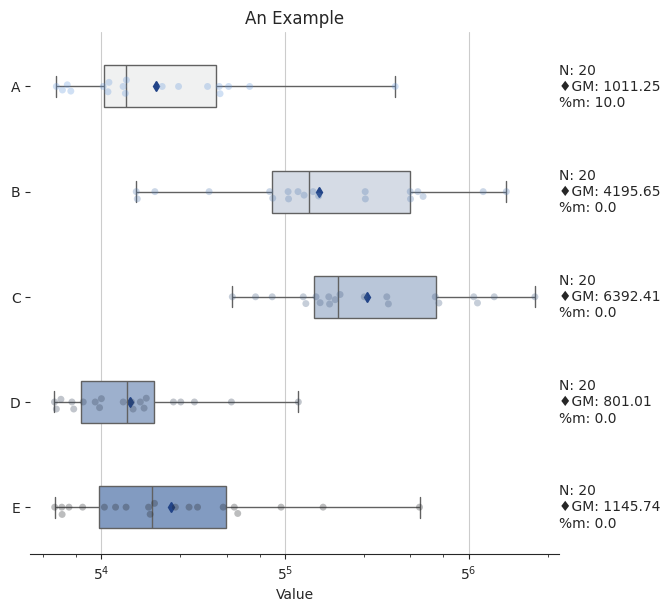 An Example
A
N: 20
♦GM: 1011.25
%m: 10.0
B
N: 20
♦GM: 4195.65
%m: 0.0
C
N: 20
♦GM: 6392.41
%m: 0.0
D
N: 20
♦GM: 801.01
%m: 0.0
E
N: 20
♦GM: 1145.74
%m: 0.0
5⁴ 5⁵ 5⁶
Value